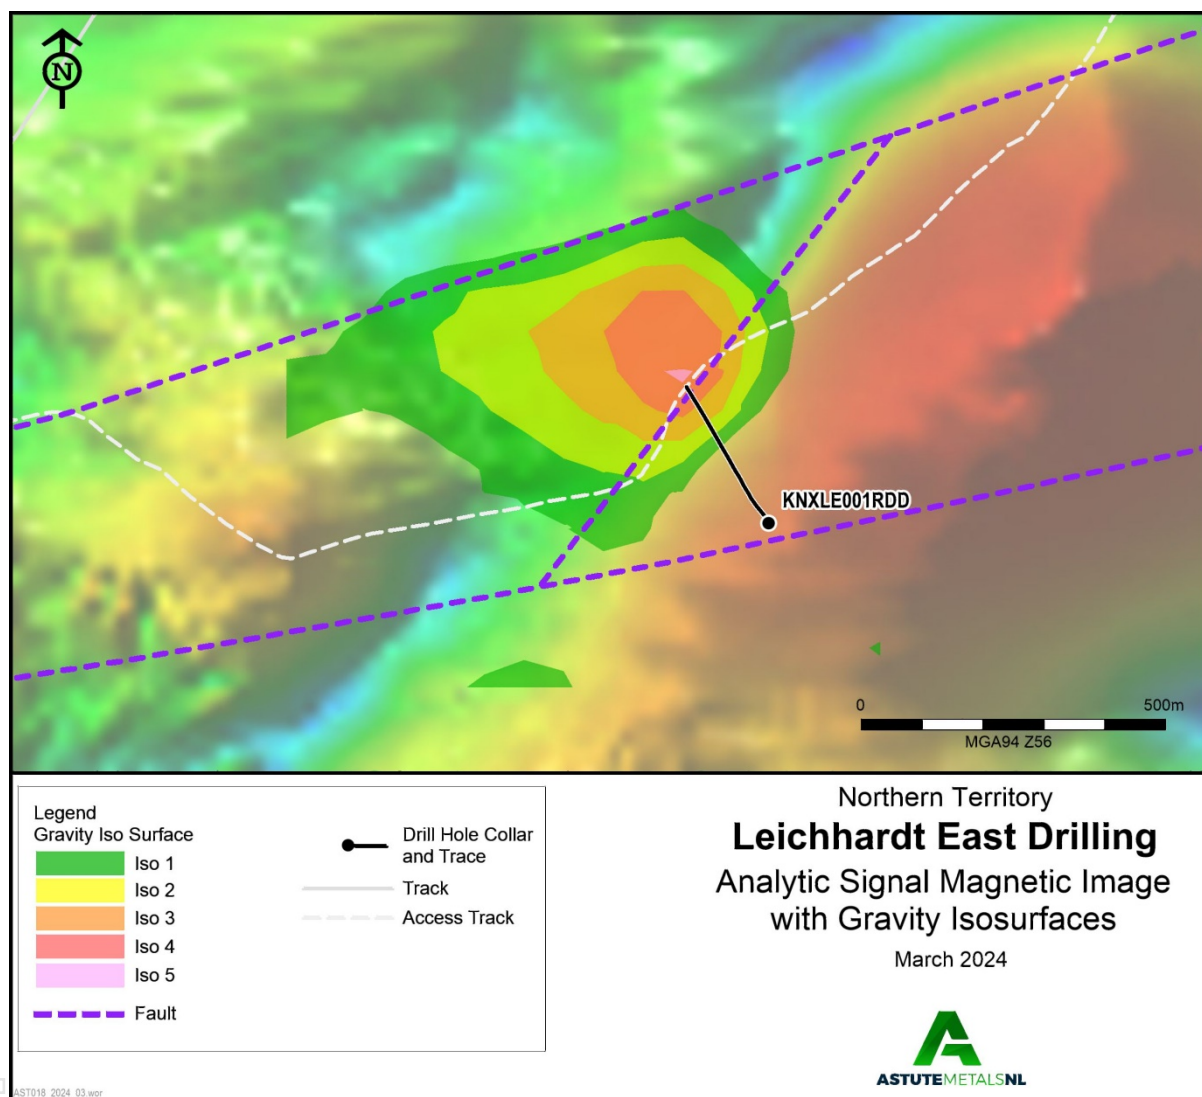 N
KNXLE001RDD
0 500m
MGA94 Z56
Legend
Gravity Iso Surface
Iso 1
Iso 2
Iso 3
Iso 4
Iso 5
Fault
Drill Hole Collar
and Trace
Track
Access Track
Northern Territory
Leichhardt East Drilling
Analytic Signal Magnetic Image
with Gravity Isosurfaces
March 2024
ASTUTEMETALSNL
AST018_2024_03.wor